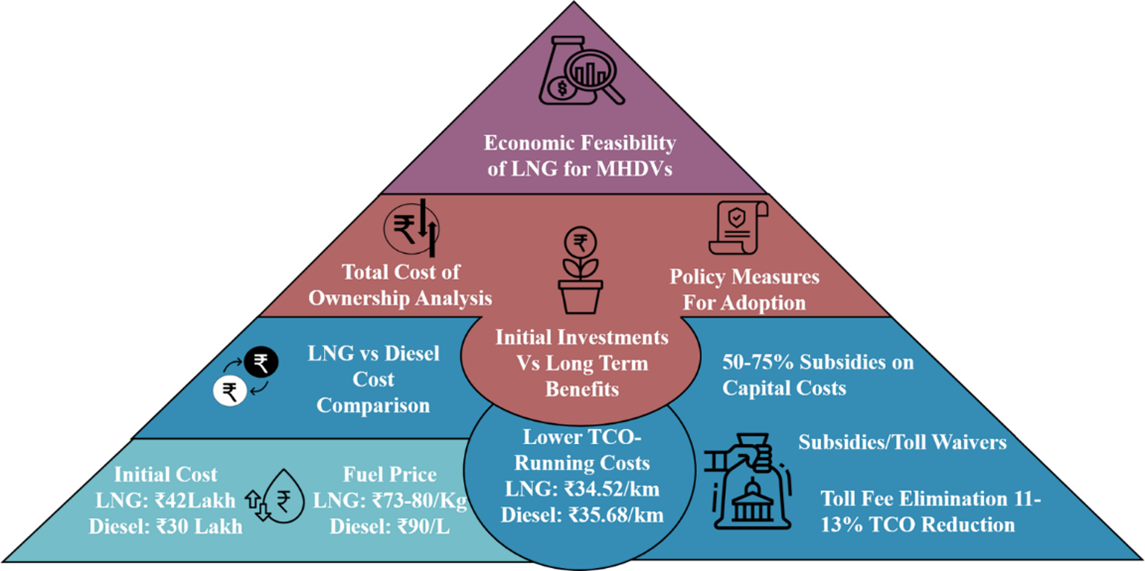 Economic Feasibility
of LNG for MHDVs
Total Cost of
Ownership Analysis
Policy Measures
For Adoption
Initial Investments
Vs Long Term
Benefits
LNG vs Diesel
Cost
Comparison
50-75% Subsidies on
Capital Costs
Subsidies/Toll Waivers
Toll Fee Elimination 11-
13% TCO Reduction
Lower TCO-
Running Costs
LNG: ₹34.52/km
Diesel: ₹35.68/km
Initial Cost
LNG: ₹42Lakh
Diesel: ₹30 Lakh
Fuel Price
LNG: ₹73-80/Kg
Diesel: ₹90/L